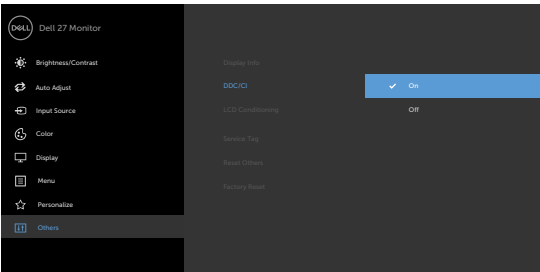 DELL Dell 27 Monitor
Brightness/Contrast
Auto Adjust
Input Source
Color
Display
Menu
Personalize
Others
Display Info
DDC/CI
LCD Conditioning
Service Tag
Reset Others
Factory Reset
On
Off